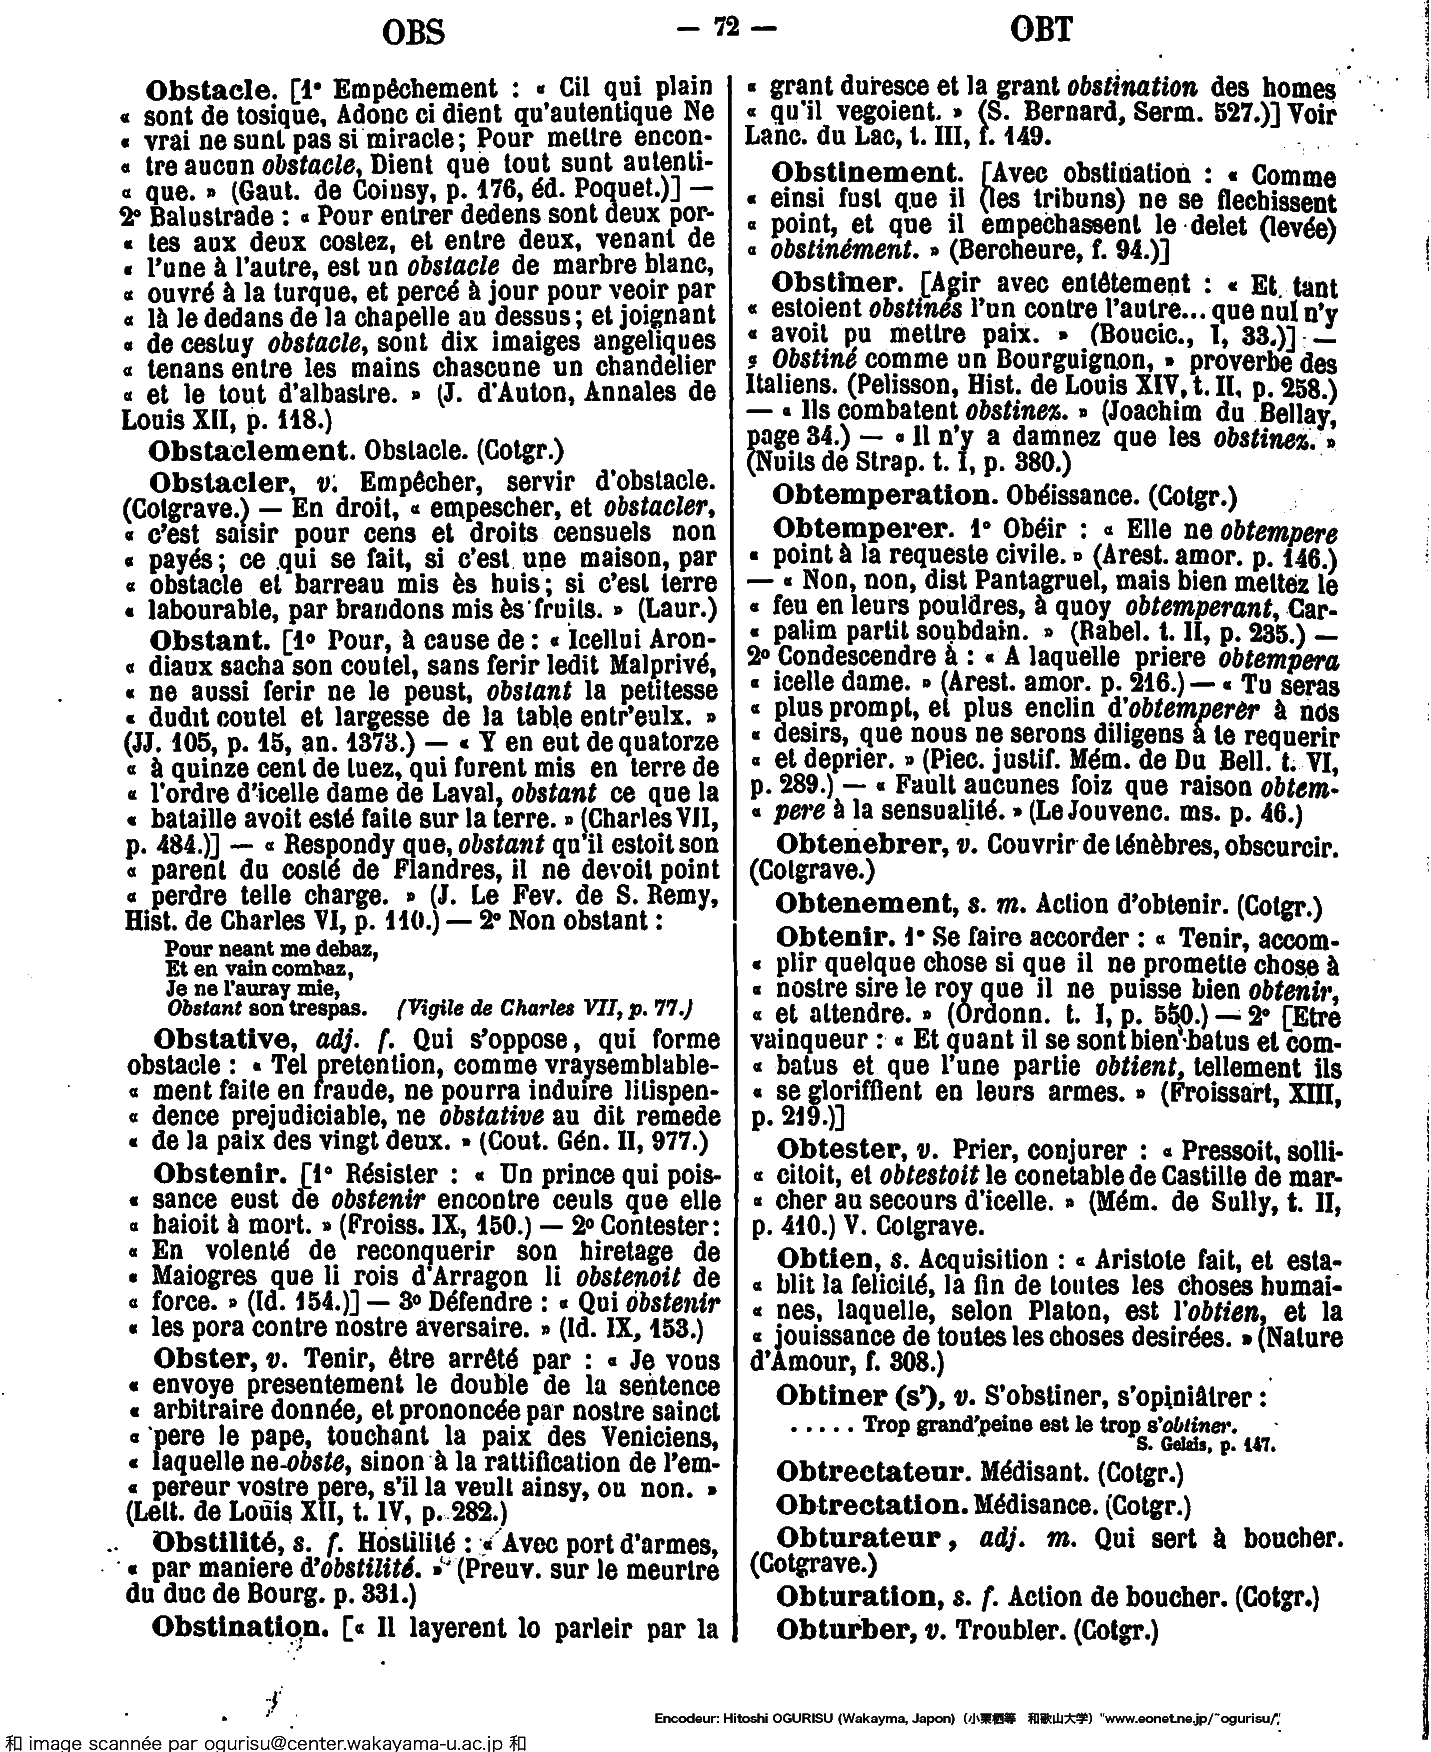 OBS — 72 — OBT
Obstacle. [1° Empêchement : « Cil qui plain
« sont de tosique, Adonc ci dient qu'autentique Ne
« vrai ne sunt pas si miracle; Pour mettre encon-
« tre aucun obstacle, Dient que tout sunt autenti-
« que. » (Gaut. de Coinsy, p. 176, éd. Poquet.)] —
2° Balustrade : « Pour entrer dedens sont deux por-
« tes aux deux costez, et entre deux, venant de
« l'une à l'autre, est un obstacle de marbre blanc,
« ouvré à la turque, et percé à jour pour veoir par
« là le dedans de la chapelle au dessus; et joignant
« de cestuy obstacle, sont dix imaiges angeliques
« tenans entre les mains chascune un chandelier
« et le tout d'albastre. » (J. d'Auton, Annales de
Louis XII, p. 118.)
Obstaclement. Obstacle. (Cotgr.)
Obstacler, v. Empêcher, servir d'obstacle.
(Cotgrave.) — En droit, « empescher, et obstacler,
« c'est saisir pour cens et droits censuels non
« payés; ce qui se fait, si c'est une maison, par
« obstacle et barreau mis ès huis; si c'est terre
« labourable, par brandons mis ès fruits. » (Laur.)
Obstant. [1° Pour, à cause de : « Icellui Aron-
« diaux sacha son coutel, sans ferir ledit Malprivé,
« ne aussi ferir ne le peust, obstant la petitesse
« dudit coutel et largesse de la table entr'eulx. »
(JJ. 105, p. 15, an. 1373.) — « Y en eut de quatorze
« à quinze cent de tuez, qui furent mis en terre de
« l'ordre d'icelle dame de Laval, obstant ce que la
« bataille avoit esté faite sur la terre. » (Charles VII,
p. 484.)] — « Respondy que, obstant qu'il estoit son
« parent du costé de Flandres, il ne devoit point
« perdre telle charge. » (J. Le Fev. de S. Remy,
Hist. de Charles VI, p. 110.) — 2° Non obstant :
Pour neant me debaz,
Et en vain combaz,
Je ne l'auray mie,
Obstant son trespas. (Vigile de Charles VII, p. 77.)
Obstative, adj. f. Qui s'oppose, qui forme
obstacle : « Tel pretention, comme vraysemblable-
« ment faite en fraude, ne pourra induire litispen-
« dence prejudiciable, ne obstative au dit remede
« de la paix des vingt deux. » (Cout. Gén. II, 977.)
Obstenir. [1° Résister : « Un prince qui pois-
« sance eust de obstenir encontre ceuls que elle
« haioit à mort. » (Froiss. IX, 150.) — 2° Contester:
« En volenté de reconquerir son hiretage de
« Maiogres que li rois d'Arragon li obstenoit de
« force. » (Id. 154.)] — 3° Défendre : « Qui obstenir
« les pora contre nostre aversaire. » (Id. IX, 153.)
Obster, v. Tenir, être arrêté par : « Je vous
« envoye presentement le double de la sentence
« arbitraire donnée, et prononcée par nostre sainct
« pere le pape, touchant la paix des Veniciens,
« laquelle ne obste, sinon à la rattification de l'em-
« pereur vostre pere, s'il la veult ainsy, ou non. »
(Lett. de Louis XII, t. IV, p. 282.)
Obstilité, s. f. Hostilité : « Avec port d'armes,
« par maniere d'obstilité. » (Preuv. sur le meurtre
du duc de Bourg. p. 331.)
Obstination. [« Il layerent lo parleir par la
« grant duresce et la grant obstination des homes
« qu'il vegoient. » (S. Bernard, Serm. 527.)] Voir
Lanc. du Lac, t. III, f. 149.
Obstinement. [Avec obstination : « Comme
« einsi fust que il (les tribuns) ne se flechissent
« point, et que il empechassent le delet (levée)
« obstinément. » (Bercheure, f. 94.)]
Obstiner. [Agir avec entêtement : « Et tant
« estoient obstinés l'un contre l'autre... que nul n'y
« avoit pu mettre paix. » (Boucic., I, 33.)] —
« Obstiné comme un Bourguignon, » proverbe des
Italiens. (Pelisson, Hist. de Louis XIV, t. II, p. 258.)
— « Ils combatent obstinez. » (Joachim du Bellay,
page 34.) — « Il n'y a damnez que les obstinez. »
(Nuits de Strap. t. I, p. 380.)
Obtemperation. Obéissance. (Cotgr.)
Obtemperer. 1° Obéir : « Elle ne obtempere
« point à la requeste civile. » (Arest. amor. p. 146.)
— « Non, non, dist Pantagruel, mais bien mettez le
« feu en leurs pouldres, à quoy obtemperant, Car-
« palim partit soubdain. » (Rabel. t. II, p. 235.) —
2° Condescendre à : « A laquelle priere obtempera
« icelle dame. » (Arest. amor. p. 216.) — « Tu seras
« plus prompt, et plus enclin d'obtemperer à nos
« desirs, que nous ne serons diligens à te requerir
« et deprier. » (Piec. justif. Mém. de Du Bell. t. VI,
p. 289.) — « Fault aucunes foiz que raison obtem-
« pere à la sensualité. » (Le Jouvenc. ms. p. 46.)
Obtenebrer, v. Couvrir de ténèbres, obscurcir.
(Cotgrave.)
Obtenement, s. m. Action d'obtenir. (Cotgr.)
Obtenir. 1° Se faire accorder : « Tenir, accom-
« plir quelque chose si que il ne promette chose à
« nostre sire le roy que il ne puisse bien obtenir,
« et attendre. » (Ordonn. t. I, p. 550.) — 2° [Etre
vainqueur : « Et quant il se sont bien batus et com-
« batus et que l'une partie obtient, tellement ils
« se glorifflent en leurs armes. » (Froissart, XIII,
p. 219.)]
Obtester, v. Prier, conjurer : « Pressoit, solli-
« citoit, et obtestoit le conetable de Castille de mar-
« cher au secours d'icelle. » (Mém. de Sully, t. II,
p. 410.) V. Cotgrave.
Obtien, s. Acquisition : « Aristote fait, et esta-
« blit la felicité, la fin de toutes les choses humai-
« nes, laquelle, selon Platon, est l'obtien, et la
« jouissance de toutes les choses desirées. » (Nature
d'Amour, f. 308.)
Obtiner (s'), v. S'obstiner, s'opiniâtrer :
..... Trop grand'peine est le trop s'obtiner.
S. Gelais, p. 147.
Obtrectateur. Médisant. (Cotgr.)
Obtrectation. Médisance. (Cotgr.)
Obturateur, adj. m. Qui sert à boucher.
(Cotgrave.)
Obturation, s. f. Action de boucher. (Cotgr.)
Obturber, v. Troubler. (Cotgr.)
Encodeur: Hitoshi OGURISU (Wakayma, Japon) (小栗栖等 和歌山大学) "www.eonet.ne.jp/~ogurisu/"
和 image scannée par ogurisu@center.wakayama-u.ac.jp 和